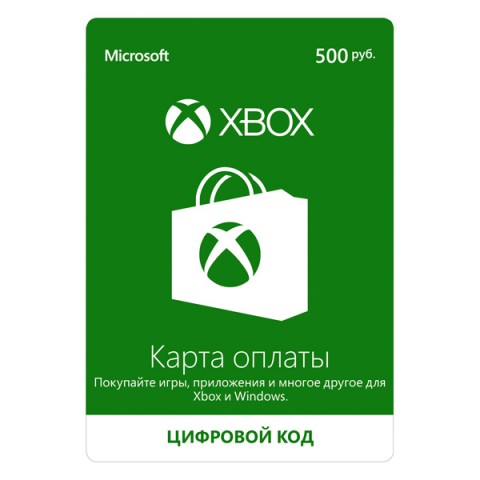 Microsoft 500 руб.
XBOX
Карта оплаты
Покупайте игры, приложения и многое другое для
Xbox и Windows.
ЦИФРОВОЙ КОД